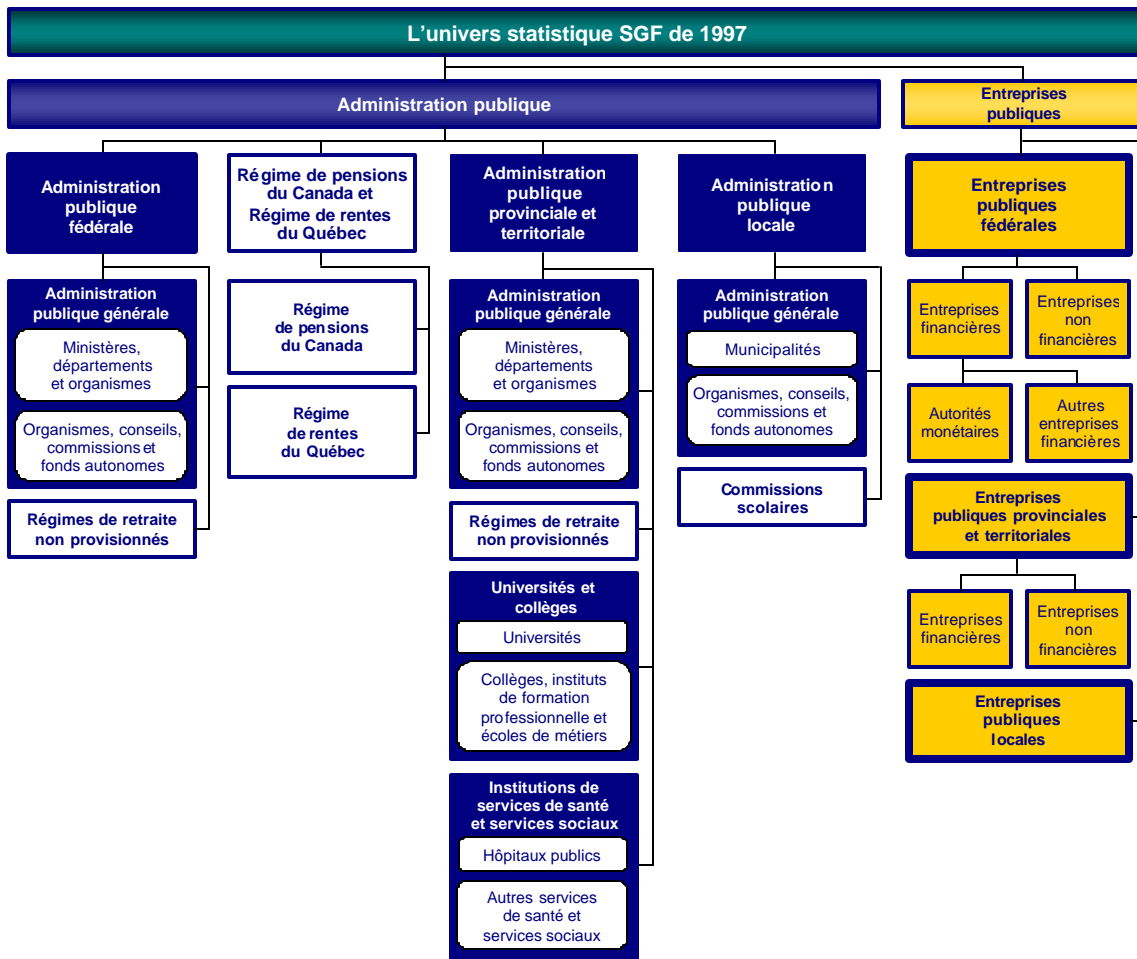 L'univers statistique SGF de 1997
Administration publique
Entreprises
publiques
Administration
publique
fédérale
Régime de pensions
du Canada et
Régime de rentes
du Québec
Administration
publique
provinciale et
territoriale
Administration
publique
locale
Entreprises
publiques
fédérales
Administration
publique générale
Ministères,
départements
et organismes
Organismes, conseils,
commissions et
fonds autonomes
Régimes de retraite
non provisionnés
Régime
de pensions
du Canada
Régime
de rentes
du Québec
Administration
publique générale
Ministères,
départements
et organismes
Organismes, conseils,
commissions et
fonds autonomes
Régimes de retraite
non provisionnés
Universités et
collèges
Universités
Collèges, instituts
de formation
professionnelle et
écoles de métiers
Institutions de
services de santé
et services sociaux
Hôpitaux publics
Autres services
de santé et
services sociaux
Administration
publique générale
Municipalités
Organismes, conseils,
commissions et
fonds autonomes
Commissions
scolaires
Entreprises
financières
Entreprises
non
financières
Autorités
monétaires
Autres
entreprises
financières
Entreprises
publiques provinciales
et territoriales
Entreprises
financières
Entreprises
non
financières
Entreprises
publiques
locales